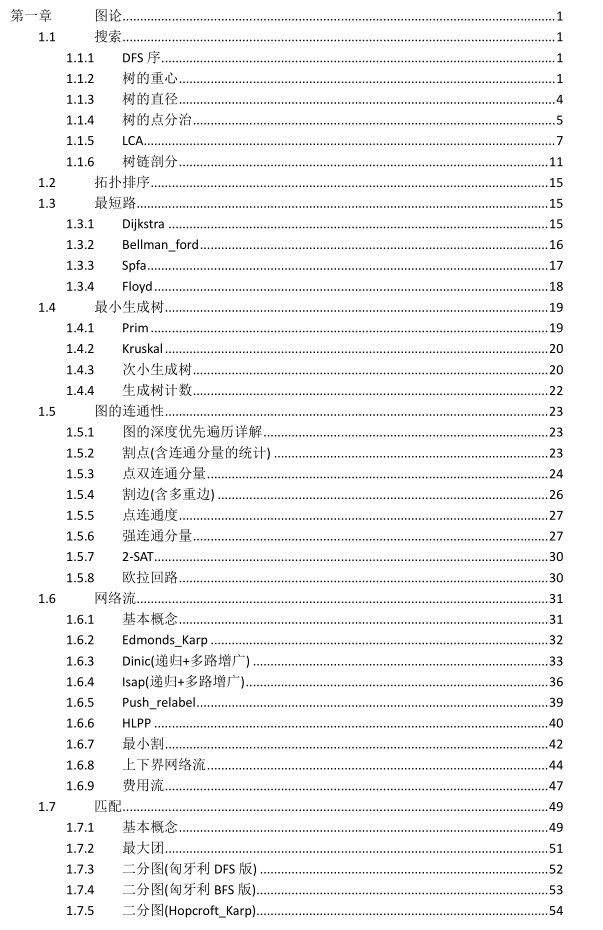 第一章 图论 1
1.1 搜索 1
1.1.1 DFS 序 1
1.1.2 树的重心 1
1.1.3 树的直径 4
1.1.4 树的点分治 5
1.1.5 LCA 7
1.1.6 树链剖分 11
1.2 拓扑排序 15
1.3 最短路 15
1.3.1 Dijkstra 15
1.3.2 Bellman_ford 16
1.3.3 Spfa 17
1.3.4 Floyd 18
1.4 最小生成树 19
1.4.1 Prim 19
1.4.2 Kruskal 20
1.4.3 次小生成树 20
1.4.4 生成树计数 22
1.5 图的连通性 23
1.5.1 图的深度优先遍历详解 23
1.5.2 割点(含连通分量的统计) 23
1.5.3 点双连通分量 24
1.5.4 割边(含多重边) 26
1.5.5 点连通度 27
1.5.6 强连通分量 27
1.5.7 2-SAT 30
1.5.8 欧拉回路 30
1.6 网络流 31
1.6.1 基本概念 31
1.6.2 Edmonds_Karp 32
1.6.3 Dinic(递归+多路增广) 33
1.6.4 Isap(递归+多路增广) 36
1.6.5 Push_relabel 39
1.6.6 HLPP 40
1.6.7 最小割 42
1.6.8 上下界网络流 44
1.6.9 费用流 47
1.7 匹配 49
1.7.1 基本概念 49
1.7.2 最大团 51
1.7.3 二分图(匈牙利 DFS 版) 52
1.7.4 二分图(匈牙利 BFS 版) 53
1.7.5 二分图(Hopcroft_Karp) 54